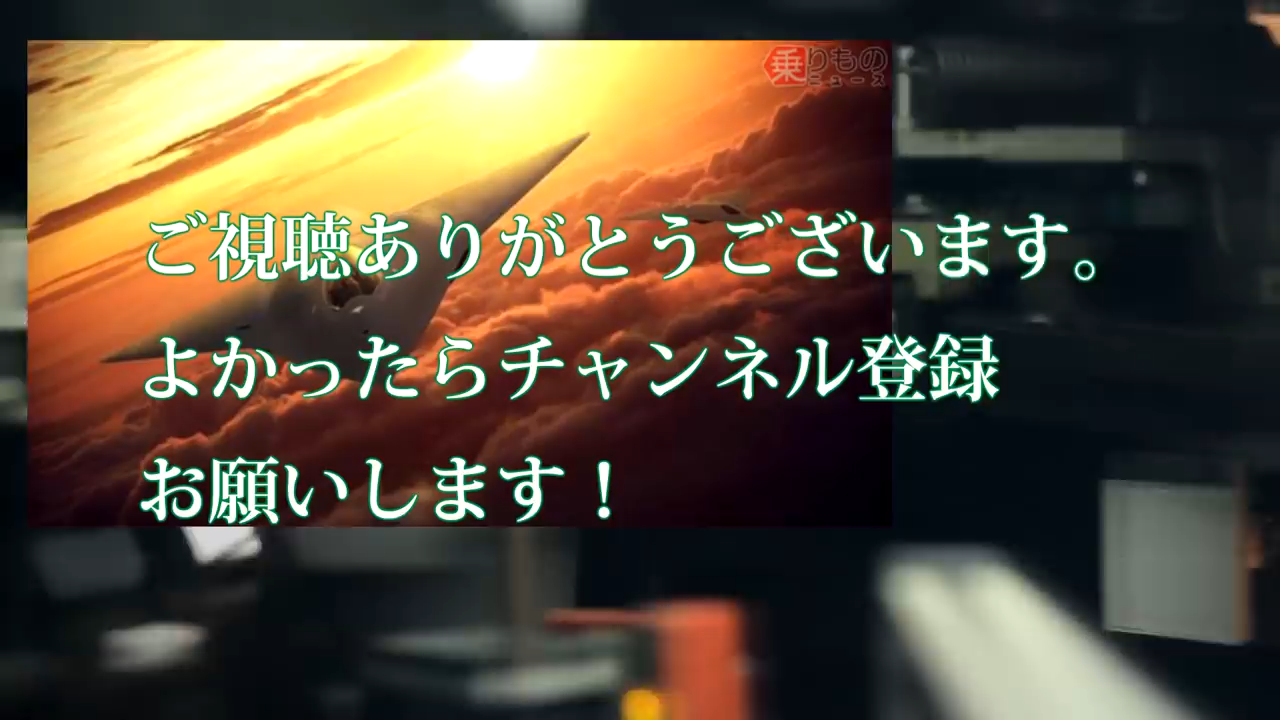 乗りもの
ニュース
ご視聴ありがとうございます。
よかったらチャンネル登録
お願いします！